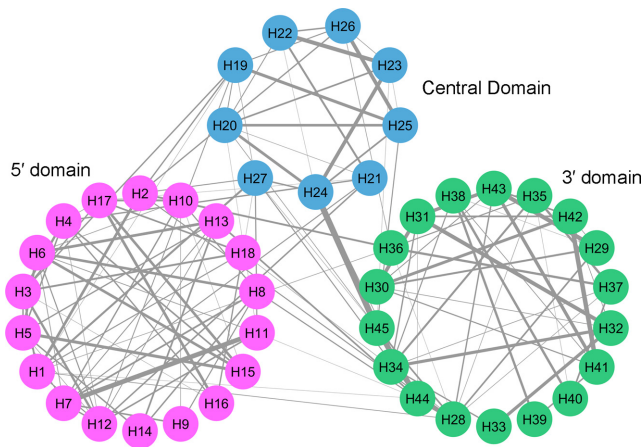 H26
H22
H23
H19
Central Domain
H20
H25
5′ domain
H27
H24
H21
3′ domain
H17
H2
H10
H38
H43
H35
H4
H13
H31
H42
H6
H18
H36
H29
H3
H8
H30
H37
H5
H11
H45
H32
H1
H15
H34
H41
H7
H16
H44
H40
H12
H14
H9
H28
H33
H39